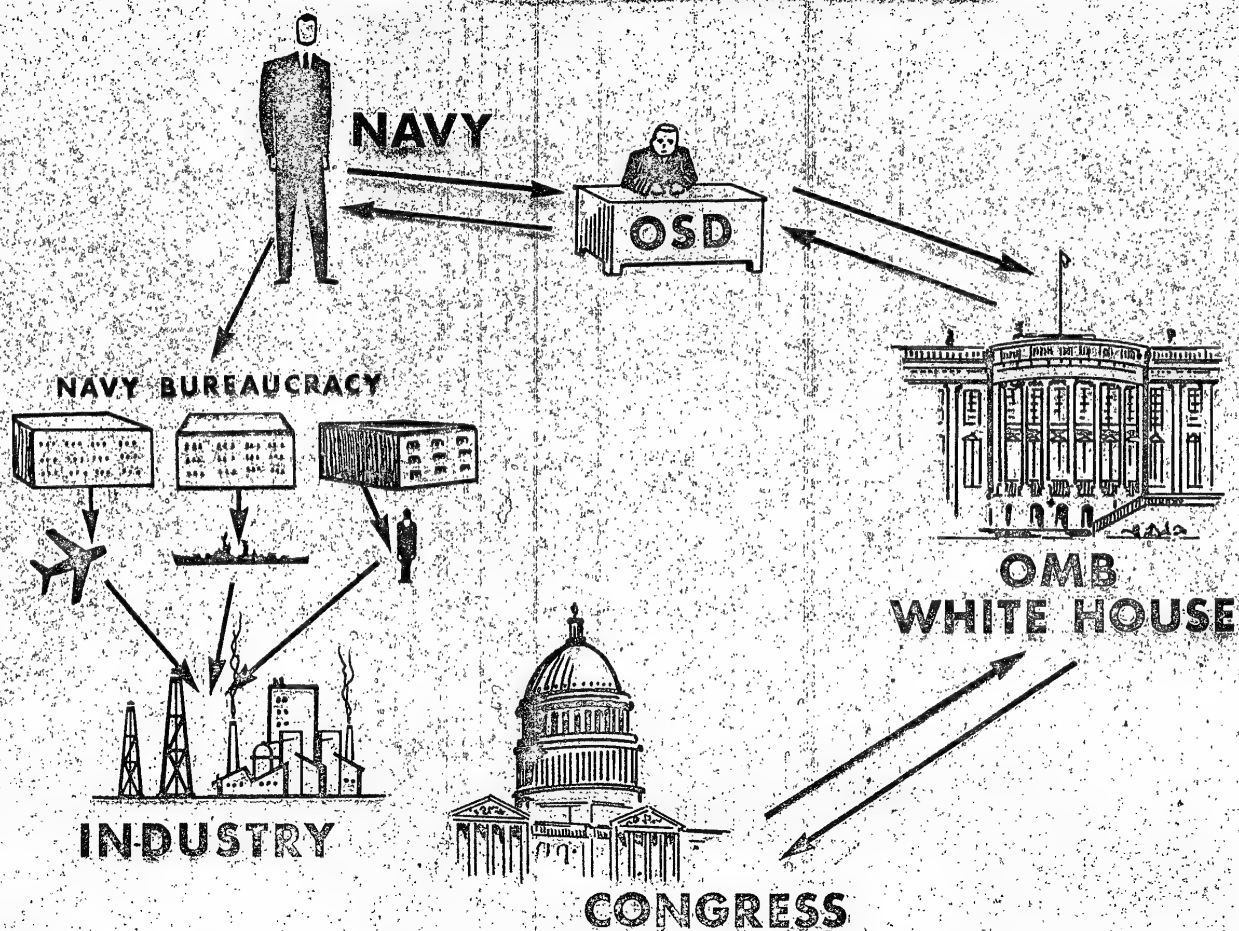 NAVY
OSD
NAVY BUREAUCRACY
OMB
WHITE HOUSE
INDUSTRY
CONGRESS